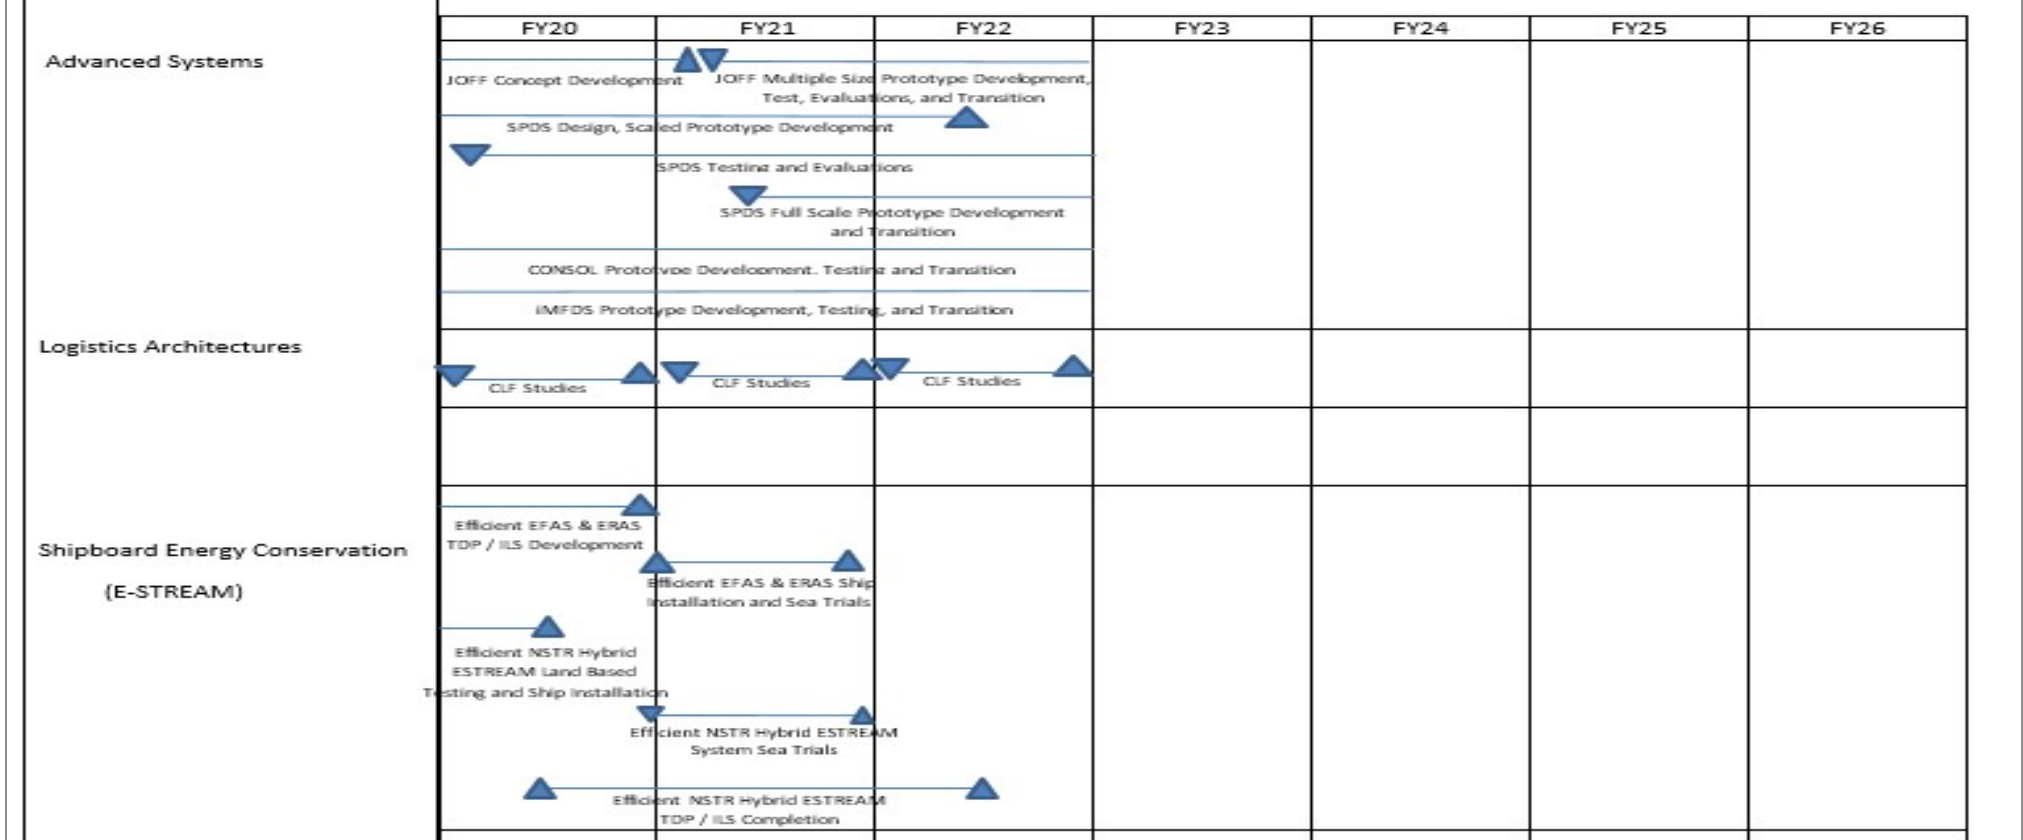 FY20 FY21 FY22 FY23 FY24 FY25 FY26
Advanced Systems
JOFF Concept Development
JOFF Multiple Size Prototype Development,
Test, Evaluations, and Transition
SPDS Design, Scaled Prototype Development
SPDS Testing and Evaluations
SPDS Full Scale Prototype Development
and Transition
CONSOL Prototype Development. Testing and Transition
iMFDS Prototype Development, Testing, and Transition
Logistics Architectures
CLF Studies
CLF Studies
CLF Studies
Shipboard Energy Conservation
(E-STREAM)
Efficient EFAS & ERAS
TDP / ILS Development
Efficient EFAS & ERAS Ship
Installation and Sea Trials
Efficient NSTR Hybrid
ESTREAM Land Based
Testing and Ship Installation
Efficient NSTR Hybrid ESTREAM
System Sea Trials
Efficient NSTR Hybrid ESTREAM
TDP / ILS Completion